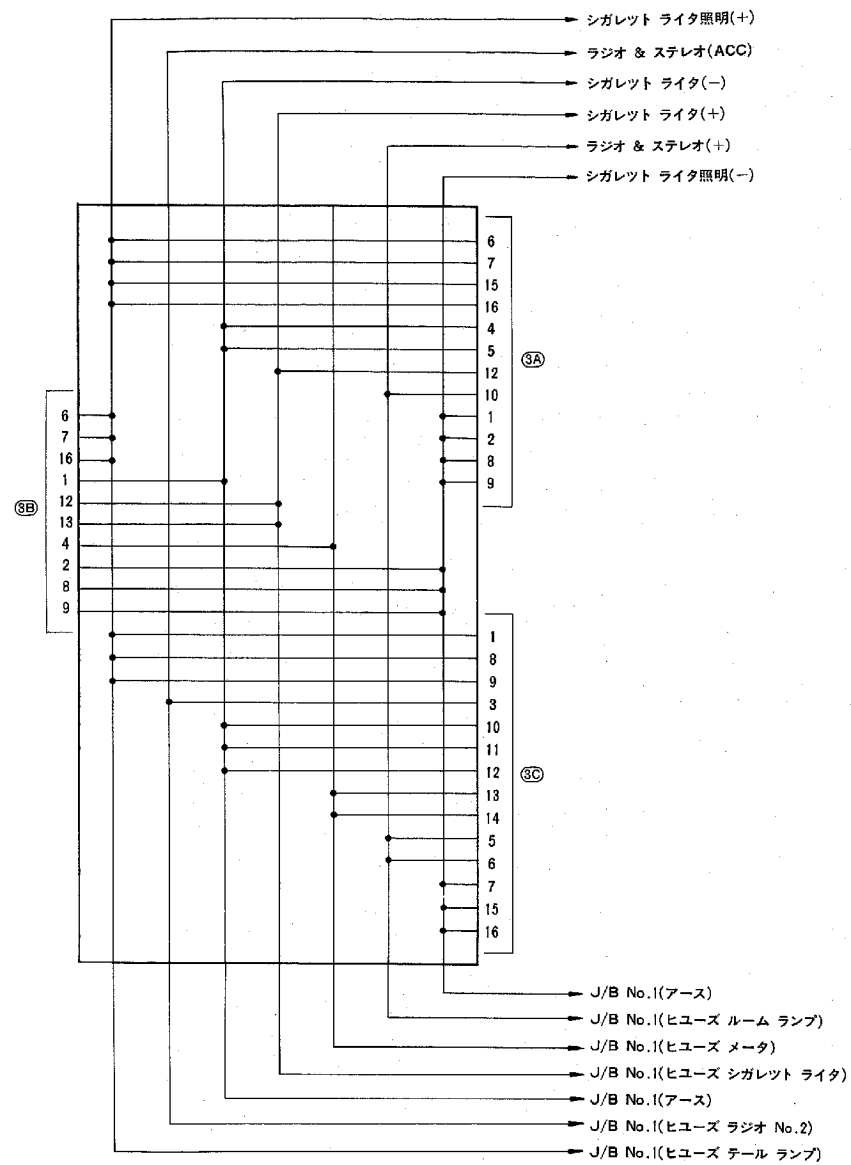 シガレット ライタ照明(+)
ラジオ & ステレオ(ACC)
シガレット ライタ(−)
シガレット ライタ(+)
ラジオ & ステレオ(+)
シガレット ライタ照明(−)
6
7
15
16
4
5
12
10
1
2
8
9
3A
6
7
16
1
12
13
4
2
8
9
3B
1
8
9
3
10
11
12
13
14
5
6
7
15
16
3C
J/B No.1(アース)
J/B No.1(ヒユーズ ルーム ランプ)
J/B No.1(ヒユーズ メータ)
J/B No.1(ヒユーズ シガレツト ライタ)
J/B No.1(アース)
J/B No.1(ヒユーズ ラジオ No.2)
J/B No.1(ヒユーズ テール ランプ)